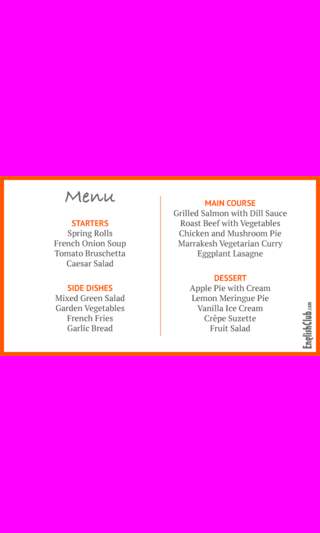 Menu
STARTERS
Spring Rolls
French Onion Soup
Tomato Bruschetta
Caesar Salad
SIDE DISHES
Mixed Green Salad
Garden Vegetables
French Fries
Garlic Bread
MAIN COURSE
Grilled Salmon with Dill Sauce
Roast Beef with Vegetables
Chicken and Mushroom Pie
Marrakesh Vegetarian Curry
Eggplant Lasagne
DESSERT
Apple Pie with Cream
Lemon Meringue Pie
Vanilla Ice Cream
Crêpe Suzette
Fruit Salad
EnglishClub.com